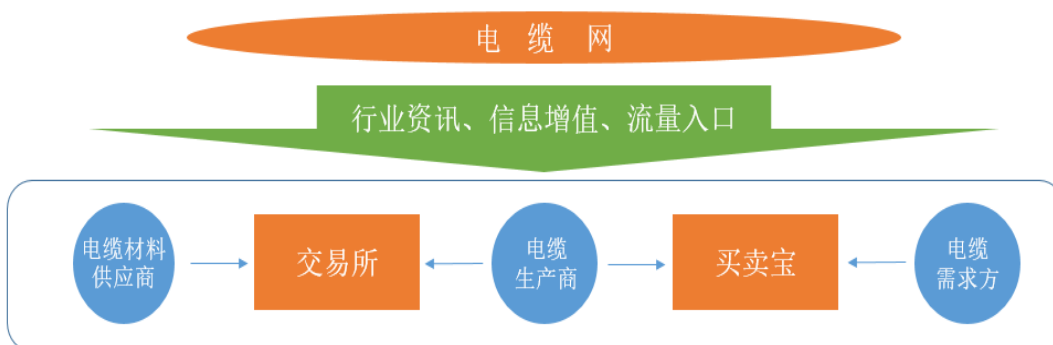 电 缆 网
行业资讯、信息增值、流量入口
电缆材料
供应商
交易所
电缆
生产商
买卖宝
电缆
需求方